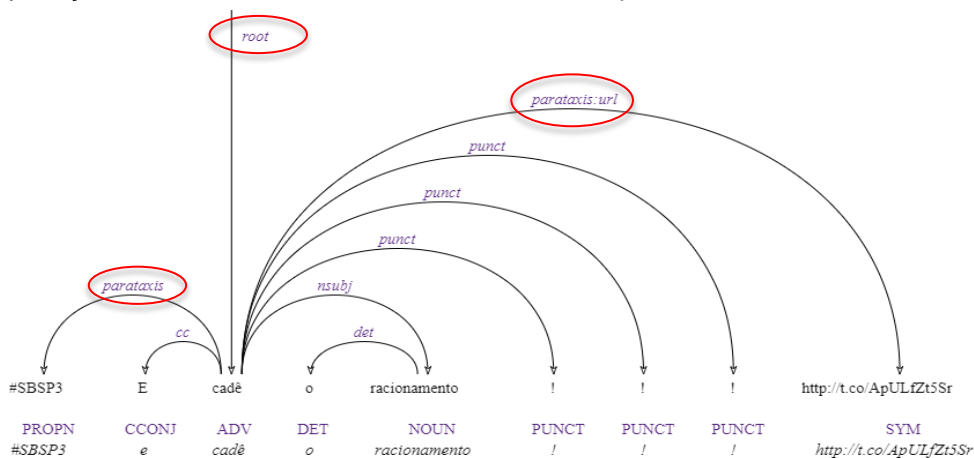 root
parataxis:url
punct
punct
punct
parataxis nsubj
cc det
#SBSP3 E cadê o racionamento ! ! ! http://t.co/ApULfZt5Sr
PROPN CCONJ ADV DET NOUN PUNCT PUNCT PUNCT SYM
#SBSP3 e cadê o racionamento ! ! ! http://t.co/ApULfZt5Sr